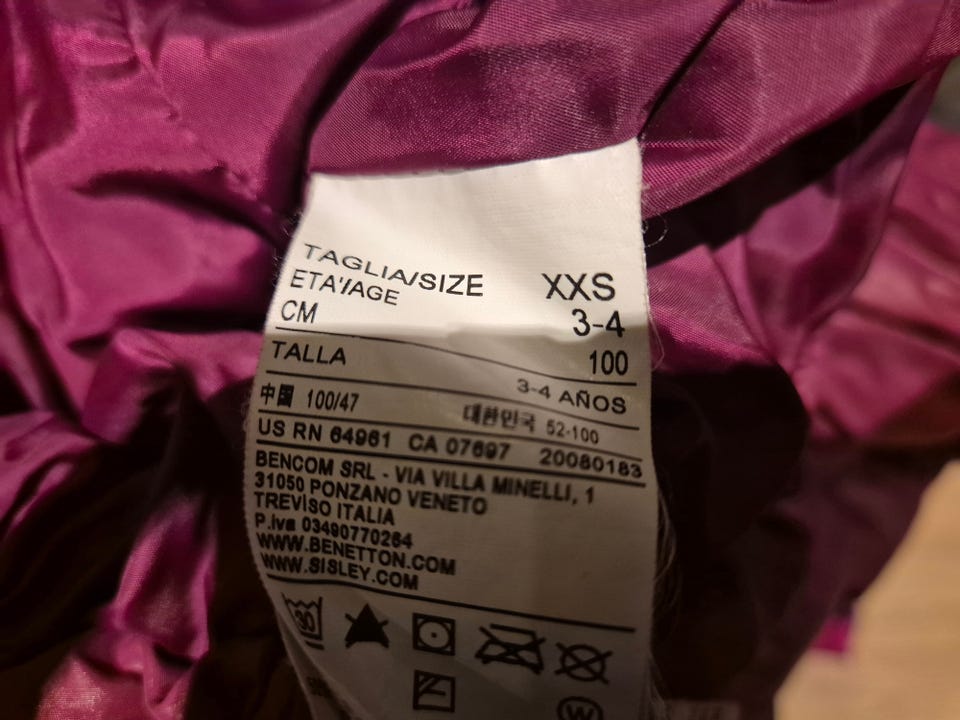 TAGLIA/SIZE XXS
ETA'/AGE 3-4
CM 100
TALLA 3-4 AÑOS
中国 100/47 대한민국 52-100
US RN 64961 CA 07697 20080183
BENCOM SRL - VIA VILLA MINELLI, 1
31050 PONZANO VENETO
TREVISO ITALIA
P.iva 03490770264
WWW.BENETTON.COM
WWW.SISLEY.COM
30
W